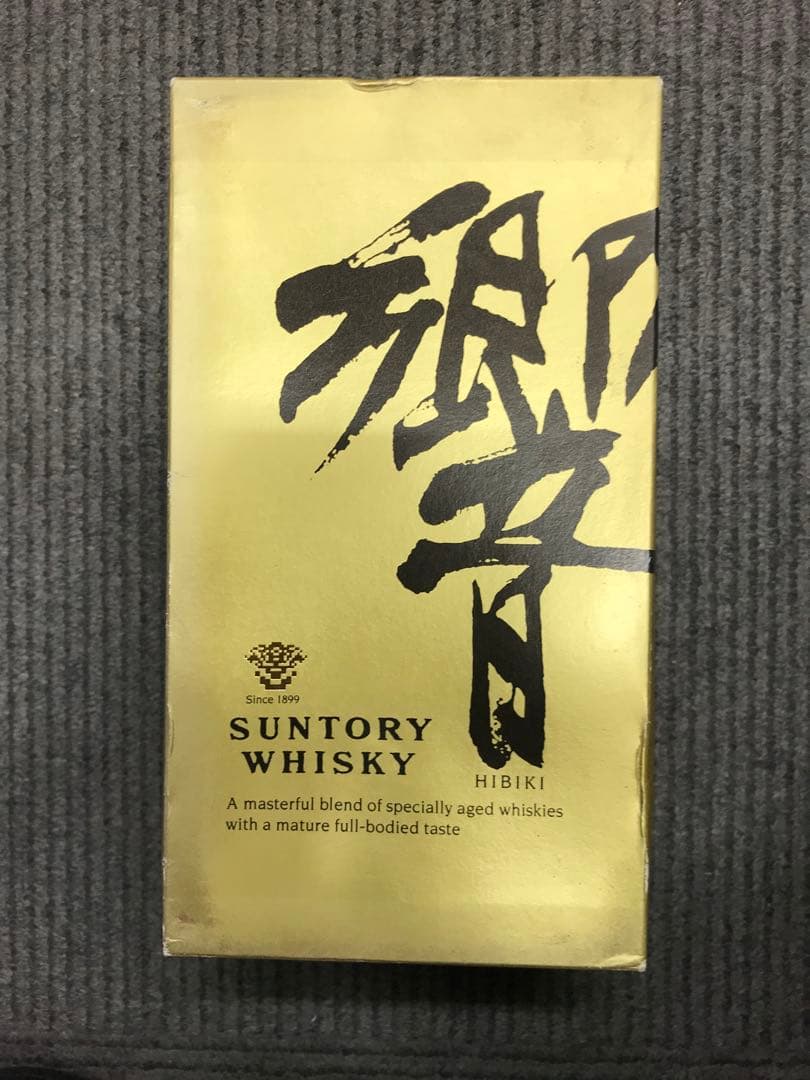 響
Since 1899
SUNTORY
WHISKY
HIBIKI
A masterful blend of specially aged whiskies
with a mature full-bodied taste